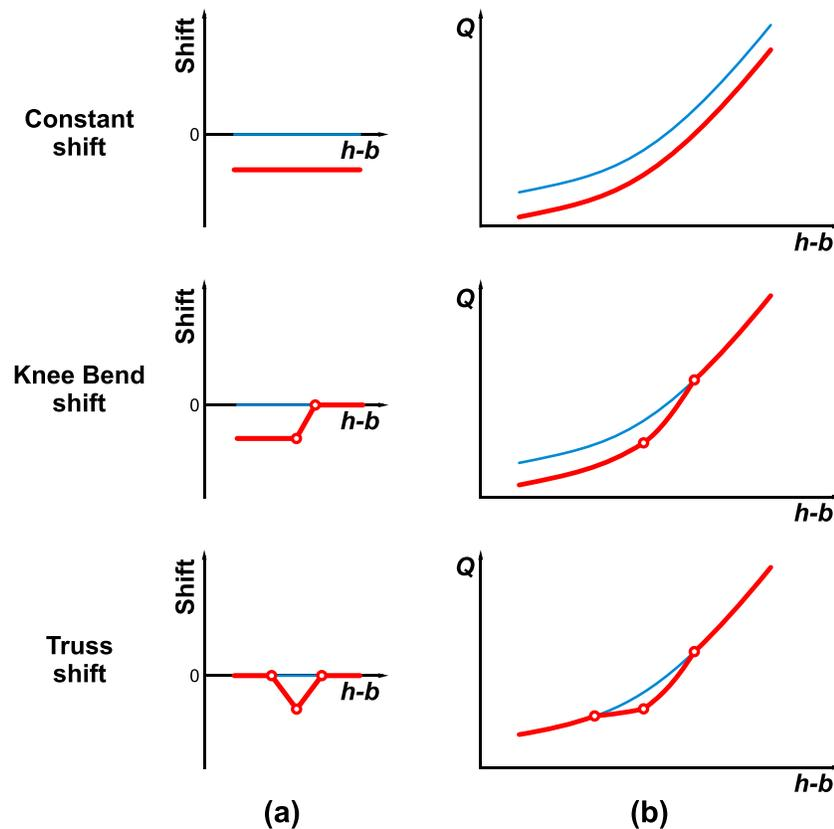 Shift
Q
Constant
shift
0
h-b
h-b
Shift
Q
Knee Bend
shift
0
h-b
h-b
Shift
Q
Truss
shift
0
h-b
h-b
(a)
(b)